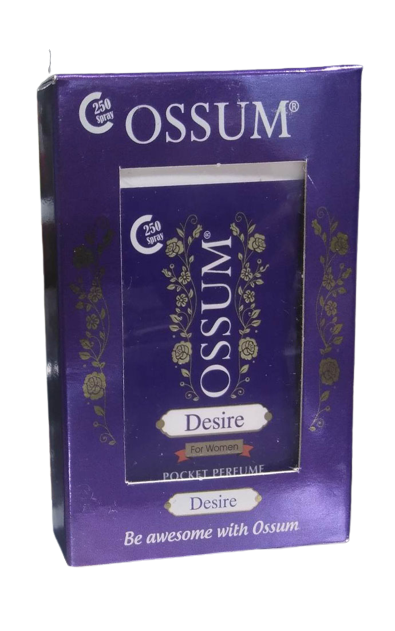 250
Spray
OSSUM®
250
Spray
OSSUM®
Desire
For Women
POCKET PERFUME
Desire
Be awesome with Ossum